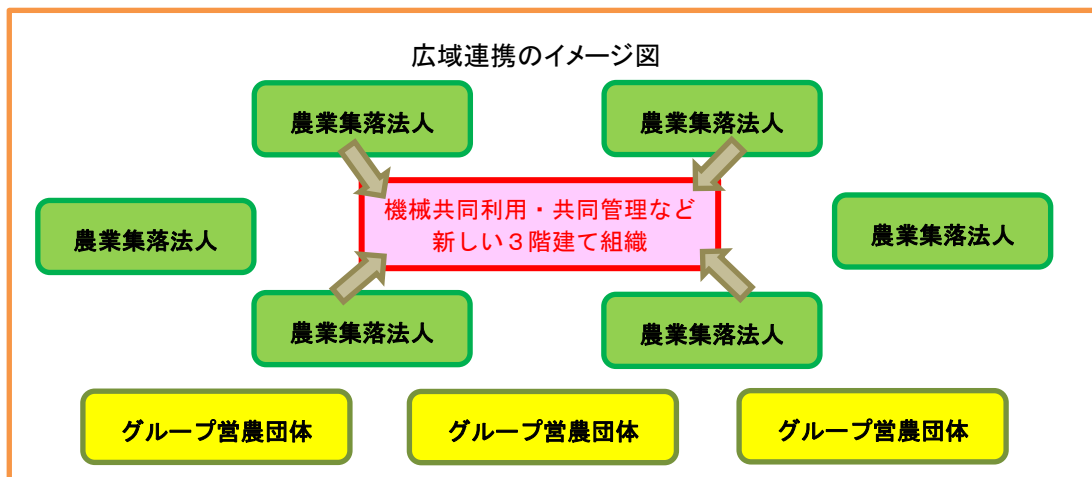 広域連携のイメージ図
農業集落法人
農業集落法人
機械共同利用・共同管理など
新しい３階建て組織
農業集落法人
農業集落法人
農業集落法人
農業集落法人
グループ営農団体
グループ営農団体
グループ営農団体